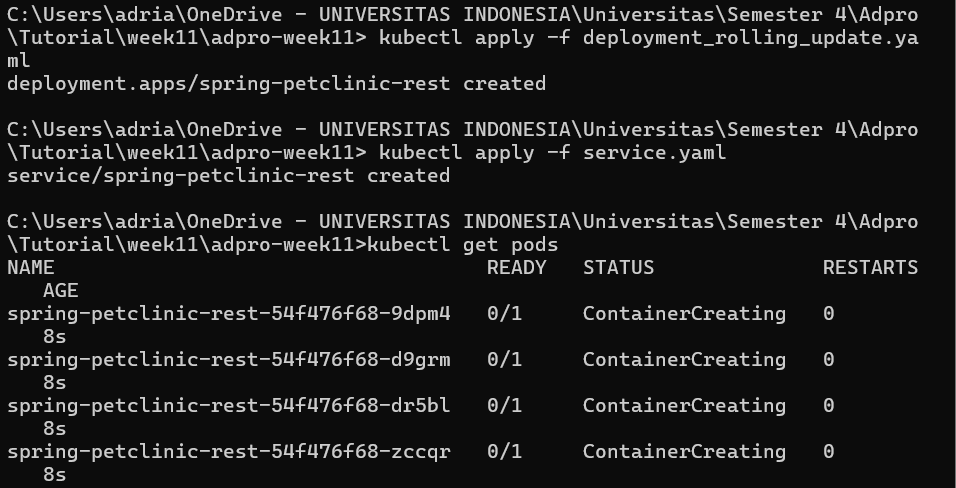 C:\Users\adria\OneDrive - UNIVERSITAS INDONESIA\Universitas\Semester 4\Adpro
\Tutorial\week11\adpro-week11> kubectl apply -f deployment_rolling_update.ya
ml
deployment.apps/spring-petclinic-rest created
C:\Users\adria\OneDrive - UNIVERSITAS INDONESIA\Universitas\Semester 4\Adpro
\Tutorial\week11\adpro-week11> kubectl apply -f service.yaml
service/spring-petclinic-rest created
C:\Users\adria\OneDrive - UNIVERSITAS INDONESIA\Universitas\Semester 4\Adpro
\Tutorial\week11\adpro-week11>kubectl get pods
NAME READY STATUS RESTARTS
AGE
spring-petclinic-rest-54f476f68-9dpm4 0/1 ContainerCreating 0
8s
spring-petclinic-rest-54f476f68-d9grm 0/1 ContainerCreating 0
8s
spring-petclinic-rest-54f476f68-dr5bl 0/1 ContainerCreating 0
8s
spring-petclinic-rest-54f476f68-zccqr 0/1 ContainerCreating 0
8s